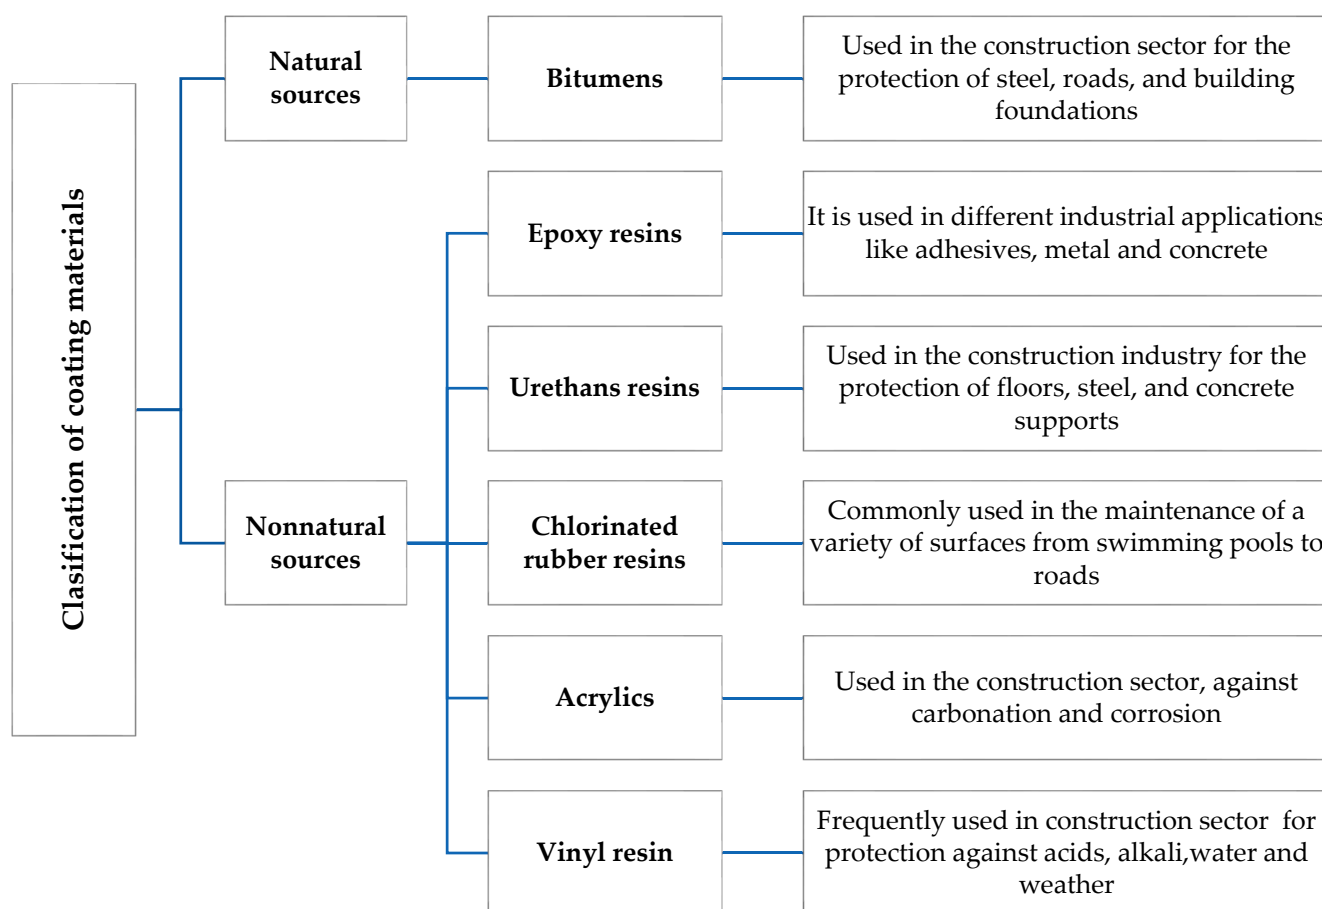 Clasification of coating materials
Natural
sources
Bitumens
Used in the construction sector for the
protection of steel, roads, and building
foundations
Nonnatural
sources
Epoxy resins
It is used in different industrial applications
like adhesives, metal and concrete
Urethans resins
Used in the construction industry for the
protection of floors, steel, and concrete
supports
Chlorinated
rubber resins
Commonly used in the maintenance of a
variety of surfaces from swimming pools to
roads
Acrylics
Used in the construction sector, against
carbonation and corrosion
Vinyl resin
Frequently used in construction sector  for
protection against acids, alkali,water and
weather